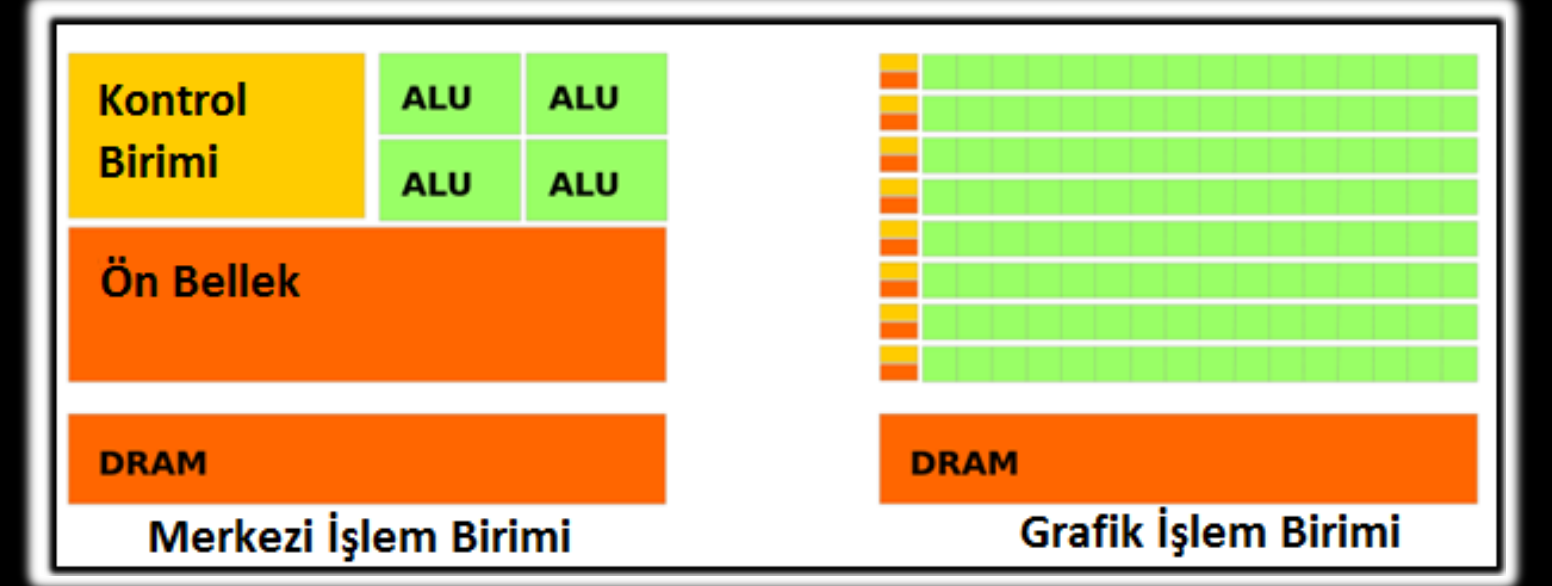 Kontrol
Birimi
ALU ALU
ALU ALU
Ön Bellek
DRAM
Merkezi İşlem Birimi
DRAM
Grafik İşlem Birimi